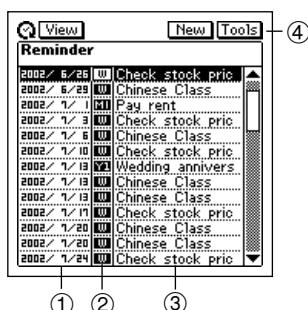 View New Tools ④
Reminder
2002/ 6/26 W Check stock pric
2002/ 6/29 W Chinese Class
2002/ 7/ 1 M1 Pay rent
2002/ 7/ 3 W Check stock pric
2002/ 7/ 6 W Chinese Class
2002/ 7/10 W Check stock pric
2002/ 7/13 Y1 Wedding annivers
2002/ 7/13 W Chinese Class
2002/ 7/13 W Chinese Class
2002/ 7/17 W Check stock pric
2002/ 7/20 W Chinese Class
2002/ 7/20 W Chinese Class
2002/ 7/24 W Check stock pric
① ② ③